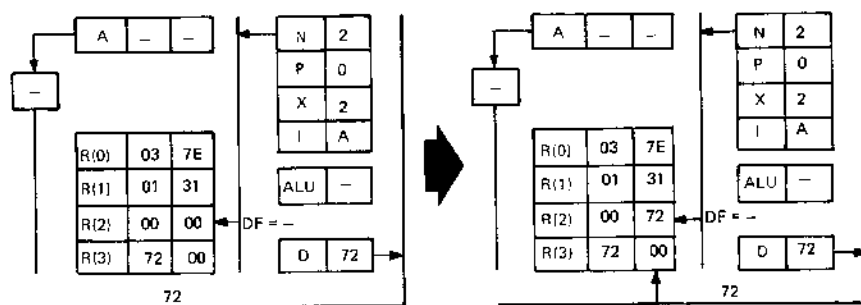 A – –
N 2
–
P 0
X 2
I A
R(0) 03 7E
R(1) 01 31
ALU –
R(2) 00 00
DF = –
R(3) 72 00
D 72
72
A – –
N 2
–
P 0
X 2
I A
R(0) 03 7E
R(1) 01 31
ALU –
R(2) 00 72
DF = –
R(3) 72 00
D 72
72